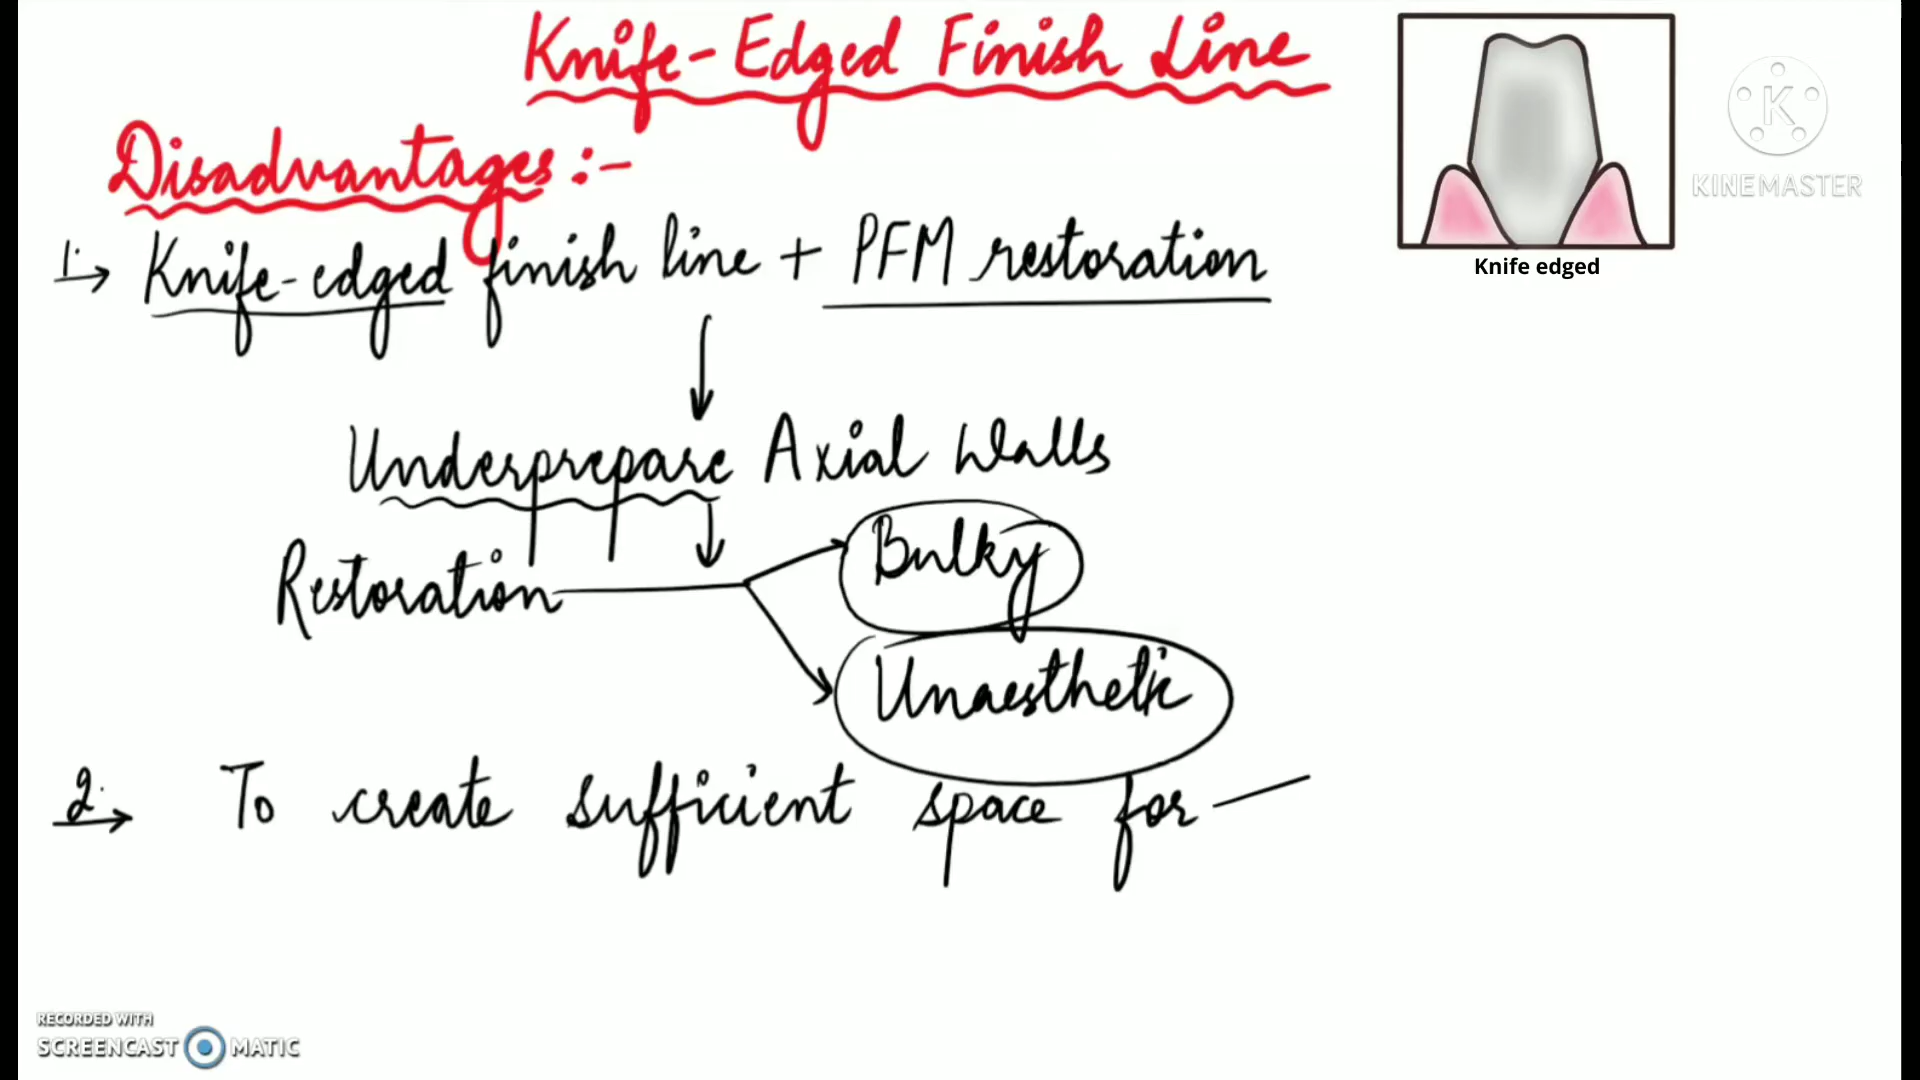 Knife-Edged Finish Line
Disadvantages:-
1. Knife-edged finish line + PFM restoration
Underprepare Axial Walls
Restoration
Bulky
Unaesthetic
2. To create sufficient space for
Knife edged
K
KINEMASTER
RECORDED WITH
SCREENCAST MATIC